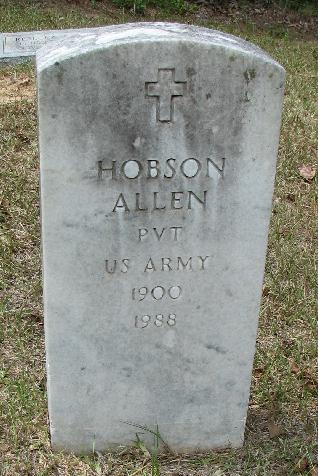 HOBSON
ALLEN
PVT
US ARMY
1900
1988